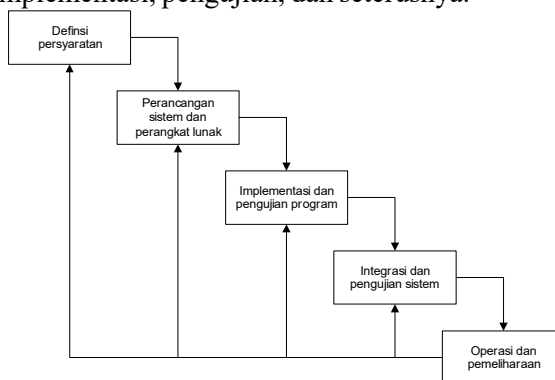 implementasi, pengujian, dan seterusnya.
Definsi
persyaratan
Perancangan
sistem dan
perangkat lunak
Implementasi dan
pengujian program
Integrasi dan
pengujian sistem
Operasi dan
pemeliharaan